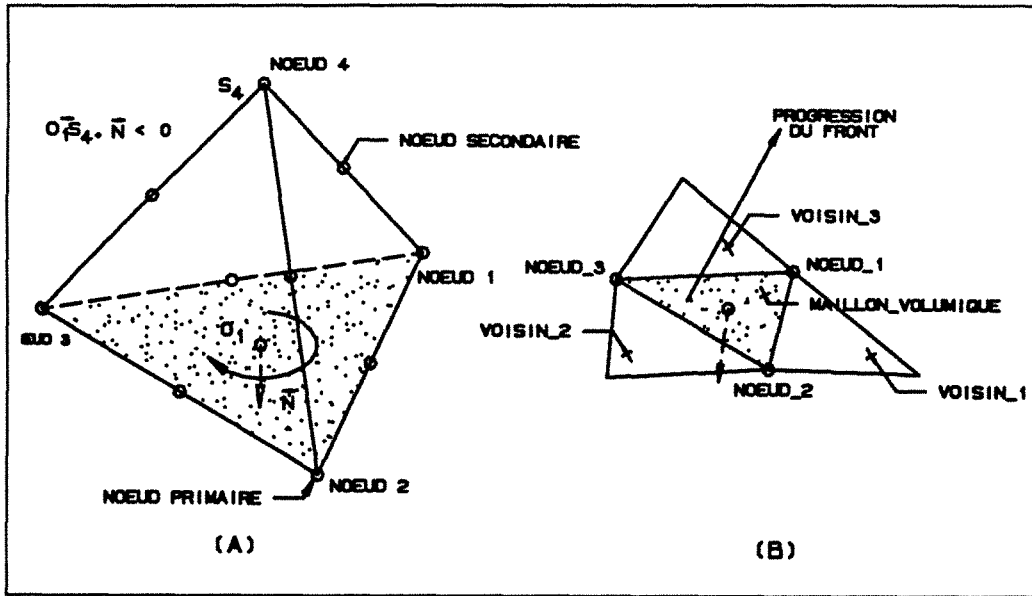 NOEUD 4
S4
O1S4. N < 0
NOEUD SECONDAIRE
NOEUD 1
ŒUD 3
O1
N
NOEUD PRIMAIRE
NOEUD 2
(A)
PROGRESSION
DU FRONT
VOISIN_3
NOEUD_3
NOEUD_1
MAILLON_VOLUMIQUE
VOISIN_2
NOEUD_2
VOISIN_1
(B)